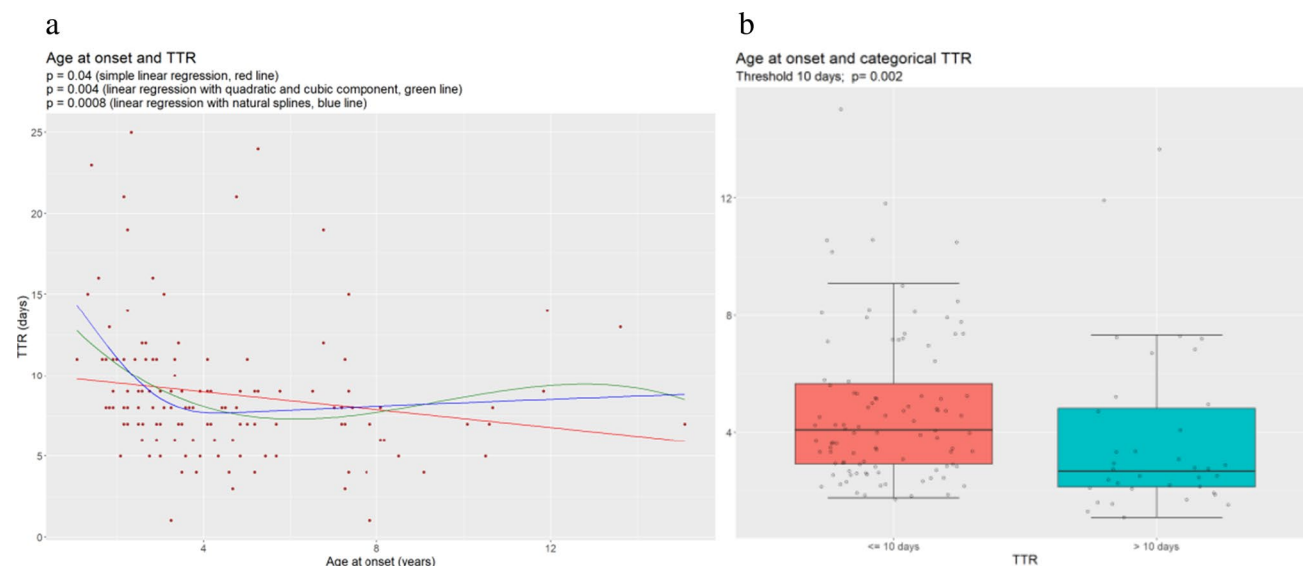 a
Age at onset and TTR
p = 0.04 (simple linear regression, red line)
p = 0.004 (linear regression with quadratic and cubic component, green line)
p = 0.0008 (linear regression with natural splines, blue line)
25
20
15
10
5
0
TTR (days)
4 8 12
Age at onset (years)
b
Age at onset and categorical TTR
Threshold 10 days; p= 0.002
12
8
4
<= 10 days > 10 days
TTR